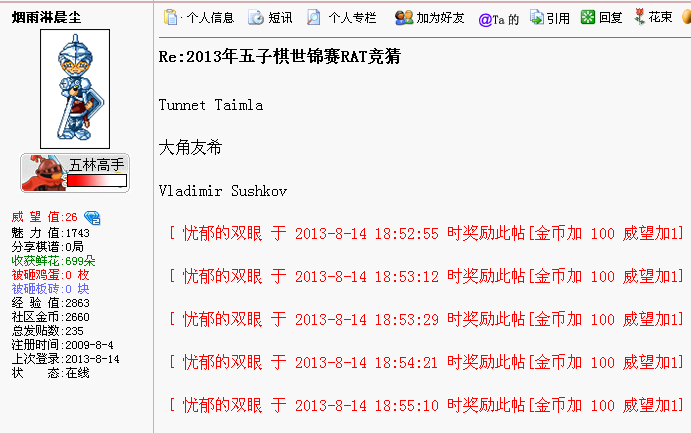 烟雨淋晨尘
五林高手
威 望 值:26
魅 力 值:1743
分享棋谱:0局
收获鲜花:699朵
被砸鸡蛋:0 枚
被砸板砖:0 块
经 验 值:2863
社区金币:2660
总发贴数:235
注册时间:2009-8-4
上次登录:2013-8-14
状 态:在线
个人信息 短讯 个人专栏 加为好友 @Ta 的 引用 回复 花束
Re:2013年五子棋世锦赛RAT竞猜
Tunnet Taimla
大角友希
Vladimir Sushkov
[ 忧郁的双眼 于 2013-8-14 18:52:55 时奖励此帖[金币加 100 威望加1]
[ 忧郁的双眼 于 2013-8-14 18:53:12 时奖励此帖[金币加 100 威望加1]
[ 忧郁的双眼 于 2013-8-14 18:53:29 时奖励此帖[金币加 100 威望加1]
[ 忧郁的双眼 于 2013-8-14 18:54:21 时奖励此帖[金币加 100 威望加1]
[ 忧郁的双眼 于 2013-8-14 18:55:10 时奖励此帖[金币加 100 威望加1]